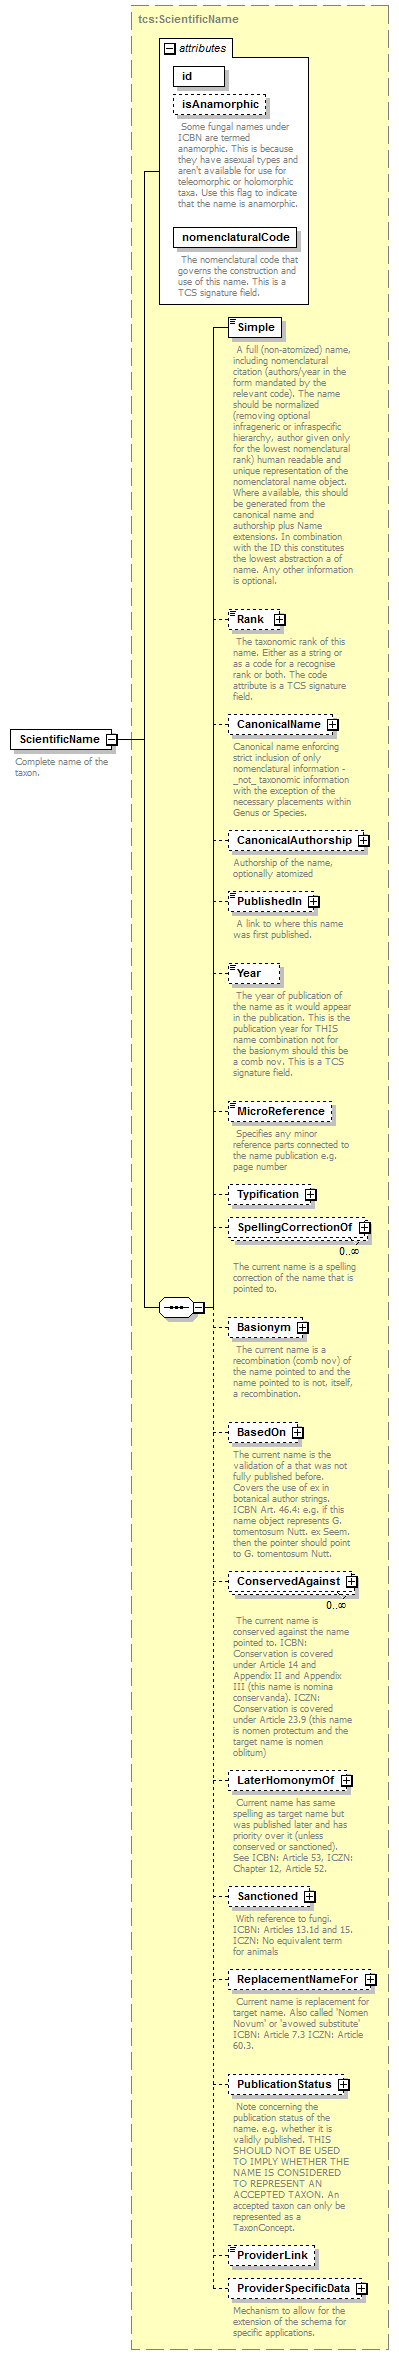 tcs:ScientificName
attributes
id
isAnamorphic
Some fungal names under
ICBN are termed
anamorphic. This is because
they have asexual types and
aren't available for use for
teleomorphic or holomorphic
taxa. Use this flag to indicate
that the name is anamorphic.
nomenclaturalCode
The nomenclatural code that
governs the construction and
use of this name. This is a
TCS signature field.
Simple
A full (non-atomized) name,
including nomenclatural
citation (authors/year in the
form mandated by the
relevant code). The name
should be normalized
(removing optional
infrageneric or infraspecific
hierarchy, author given only
for the lowest nomenclatural
rank) human readable and
unique representation of the
nomenclatoral name object.
Where available, this should
be generated from the
canonical name and
authorship plus Name
extensions. In combination
with the ID this constitutes
the lowest abstraction a of
name. Any other information
is optional.
Rank
The taxonomic rank of this
name. Either as a string or
as a code for a recognise
rank or both. The code
attribute is a TCS signature
field.
ScientificName
Complete name of the
taxon.
CanonicalName
Canonical name enforcing
strict inclusion of only
nomenclatural information -
_not_ taxonomic information
with the exception of the
necessary placements within
Genus or Species.
CanonicalAuthorship
Authorship of the name,
optionally atomized
PublishedIn
A link to where this name
was first published.
Year
The year of publication of
the name as it would appear
in the publication. This is the
publication year for THIS
name combination not for
the basionym should this be
a comb nov. This is a TCS
signature field.
MicroReference
Specifies any minor
reference parts connected to
the name publication e.g.
page number
Typification
SpellingCorrectionOf
0..∞
The current name is a spelling
correction of the name that is
pointed to.
Basionym
The current name is a
recombination (comb nov) of
the name pointed to and the
name pointed to is not, itself,
a recombination.
BasedOn
The current name is the
validation of a that was not
fully published before.
Covers the use of ex in
botanical author strings.
ICBN Art. 46.4: e.g. if this
name object represents G.
tomentosum Nutt. ex Seem.
then the pointer should point
to G. tomentosum Nutt.
ConservedAgainst
0..∞
The current name is
conserved against the name
pointed to. ICBN:
Conservation is covered
under Article 14 and
Appendix II and Appendix
III (this name is nomina
conservanda). ICZN:
Conservation is covered
under Article 23.9 (this name
is nomen protectum and the
target name is nomen
oblitum)
LaterHomonymOf
Current name has same
spelling as target name but
was published later and has
priority over it (unless
conserved or sanctioned).
See ICBN: Article 53, ICZN:
Chapter 12, Article 52.
Sanctioned
With reference to fungi.
ICBN: Articles 13.1d and 15.
ICZN: No equivalent term
for animals
ReplacementNameFor
Current name is replacement for
target name. Also called 'Nomen
Novum' or 'avowed substitute'
ICBN: Article 7.3 ICZN: Article
60.3.
PublicationStatus
Note concerning the
publication status of the
name. e.g. whether it is
validly published. THIS
SHOULD NOT BE USED
TO IMPLY WHETHER THE
NAME IS CONSIDERED
TO REPRESENT AN
ACCEPTED TAXON. An
accepted taxon can only be
represented as a
TaxonConcept.
ProviderLink
ProviderSpecificData
Mechanism to allow for the
extension of the schema for
specific applications.